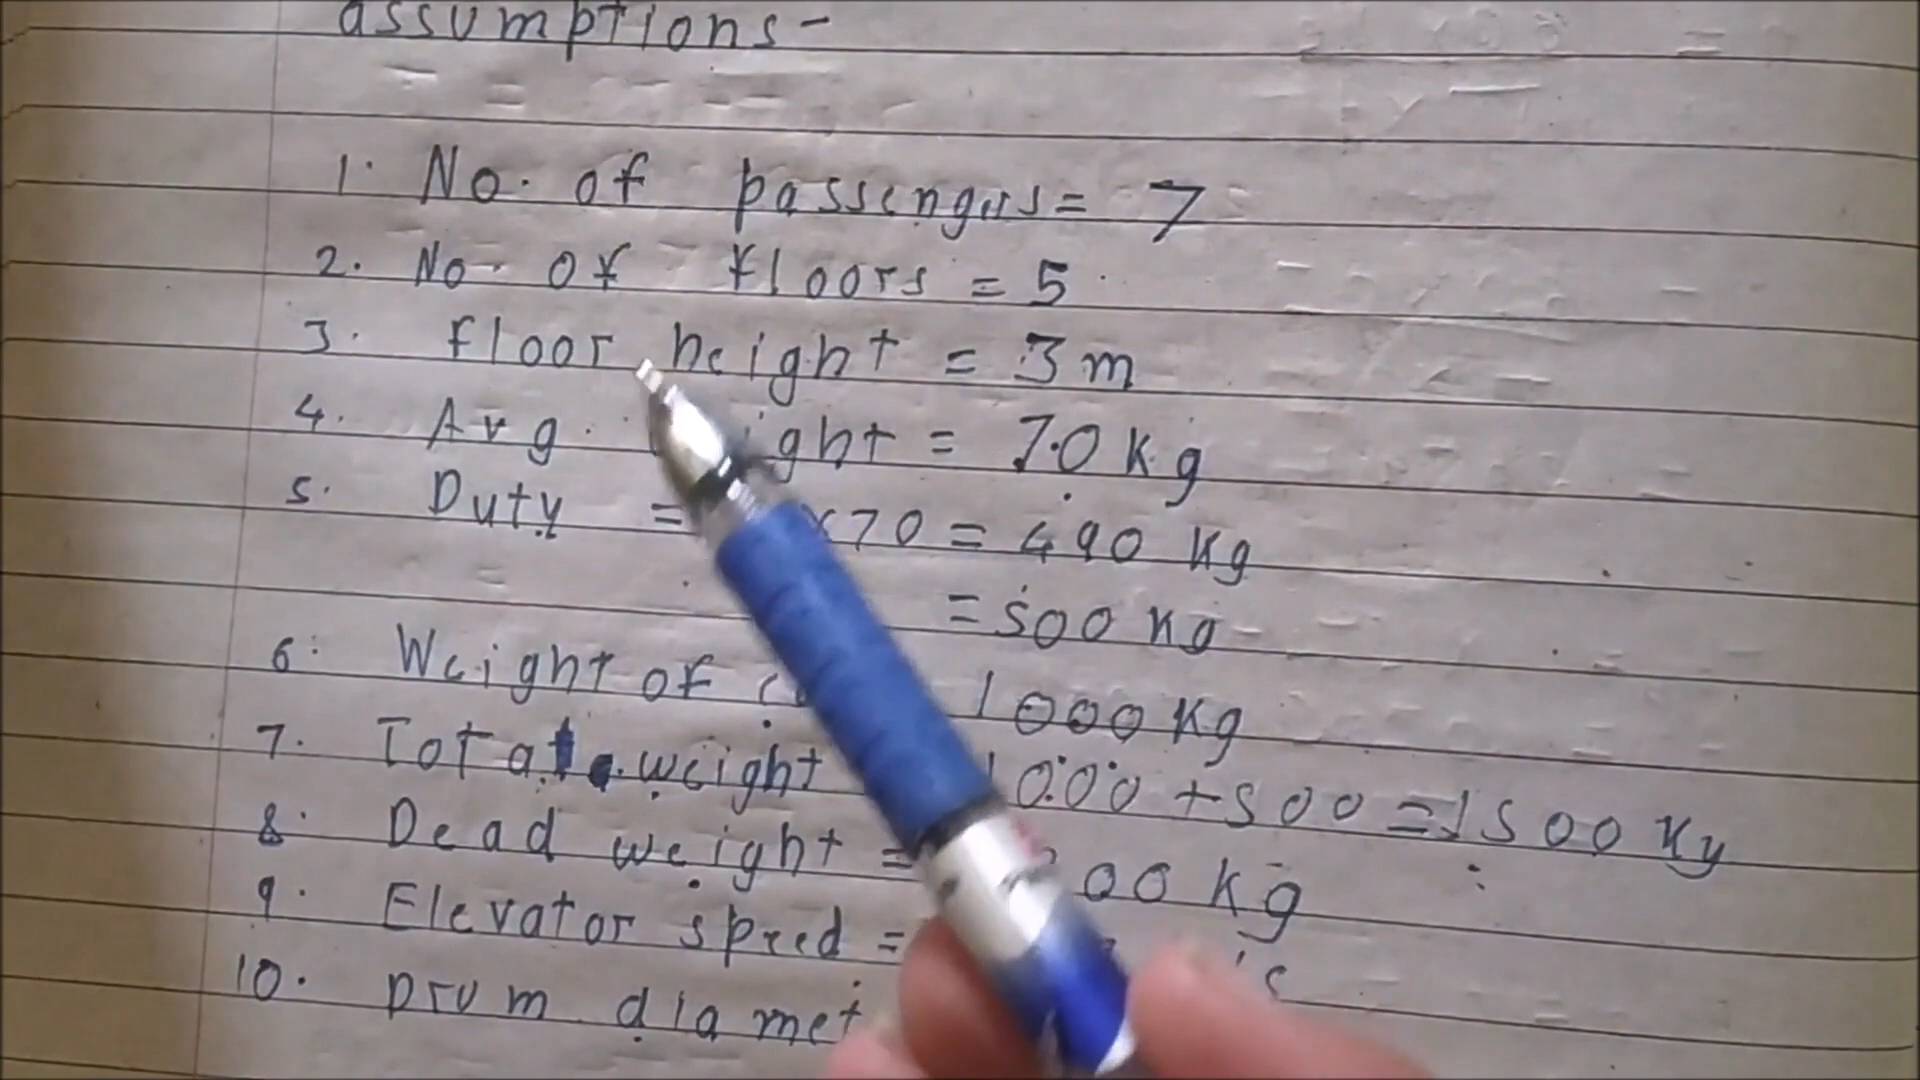 assumptions-
1. No. of passengers = 7
2. No. of floors = 5
3. floor height = 3m
4. Avg. = 70 Kg
5. Duty = x70 = 490 Kg
= 500 Kg
6. Weight of 1000 Kg
7. Total weight 1000 + 500 = 1500 Kg
8. Dead weight = 00 Kg
9. Elevator speed =
10. Drum